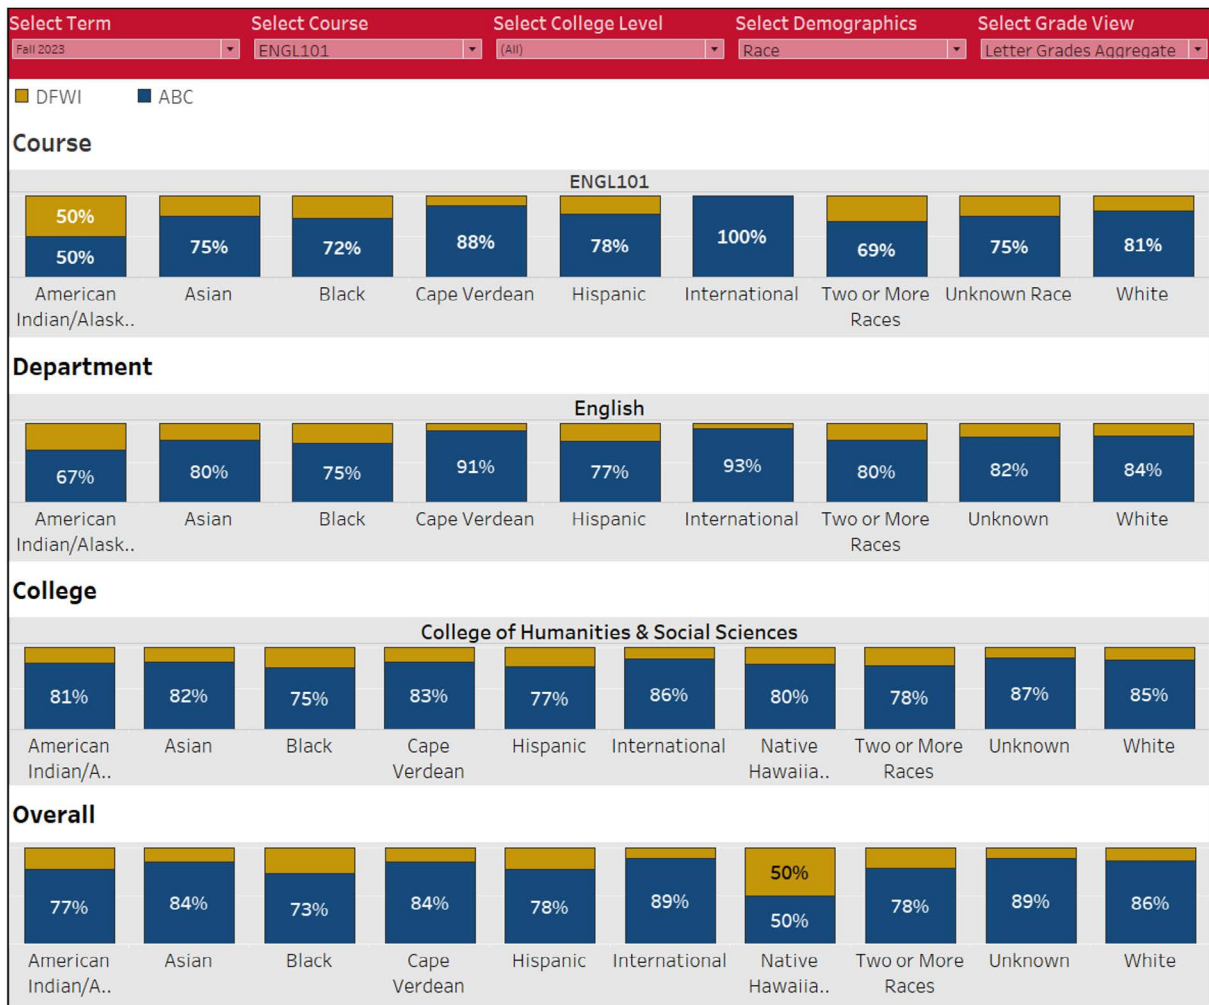 Select Term Select Course Select College Level Select Demographics Select Grade View
Fall 2023 ENGL101 (All) Race Letter Grades Aggregate
DFWI ABC
Course
ENGL101
50%
50% 75% 72% 88% 78% 100% 69% 75% 81%
American Asian Black Cape Verdean Hispanic International Two or More Unknown Race White
Indian/Alask.. Races
Department
English
67% 80% 75% 91% 77% 93% 80% 82% 84%
American Asian Black Cape Verdean Hispanic International Two or More Unknown White
Indian/Alask.. Races
College
College of Humanities & Social Sciences
81% 82% 75% 83% 77% 86% 80% 78% 87% 85%
American Asian Black Cape Hispanic International Native Two or More Unknown White
Indian/A.. Verdean Hawaiia.. Races
Overall
50%
77% 84% 73% 84% 78% 89% 50% 78% 89% 86%
American Asian Black Cape Hispanic International Native Two or More Unknown White
Indian/A.. Verdean Hawaiia.. Races